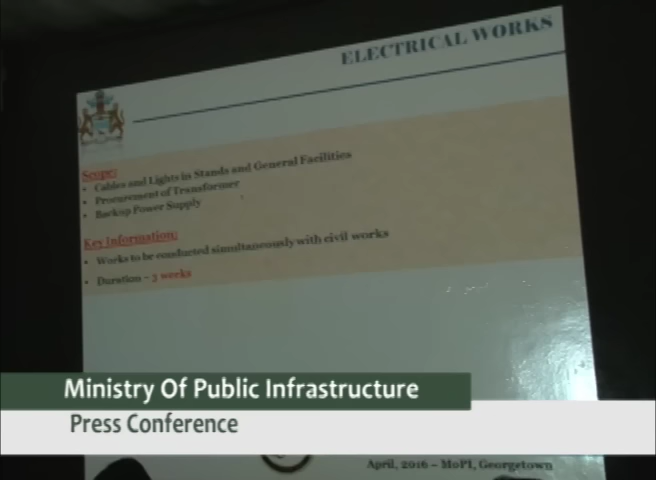 ELECTRICAL WORKS
Scope:
• Cables and Lights in Stands and General Facilities
• Procurement of Transformer
• Backup Power Supply
Key Information:
• Works to be conducted simultaneously with civil works
• Duration – 3 weeks
Ministry Of Public Infrastructure
Press Conference
April, 2016 – MoPI, Georgetown